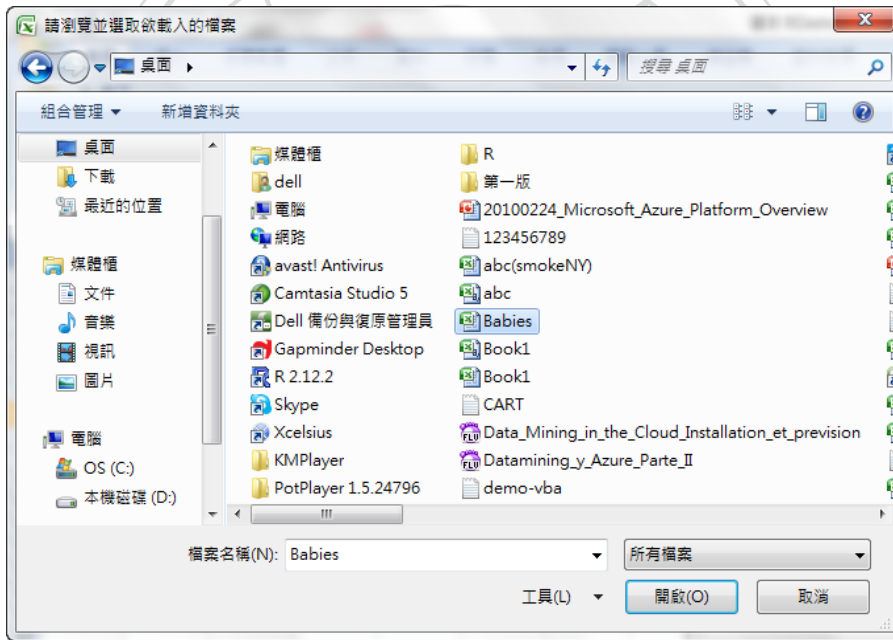 請瀏覽並選取欲載入的檔案
桌面
搜尋 桌面
組合管理
新增資料夾
桌面
下載
最近的位置
媒體櫃
文件
音樂
視訊
圖片
電腦
OS (C:)
本機磁碟 (D:)
媒體櫃
dell
電腦
網路
avast! Antivirus
Camtasia Studio 5
Dell 備份與復原管理員
Gapminder Desktop
R 2.12.2
Skype
Xcelsius
KMPlayer
PotPlayer 1.5.24796
R
第一版
20100224_Microsoft_Azure_Platform_Overview
123456789
abc(smokeNY)
abc
Babies
Book1
Book1
CART
Data_Mining_in_the_Cloud_Installation_et_prevision
Datamining_y_Azure_Parte_II
demo-vba
檔案名稱(N): Babies
所有檔案
工具(L)
開啟(O)
取消